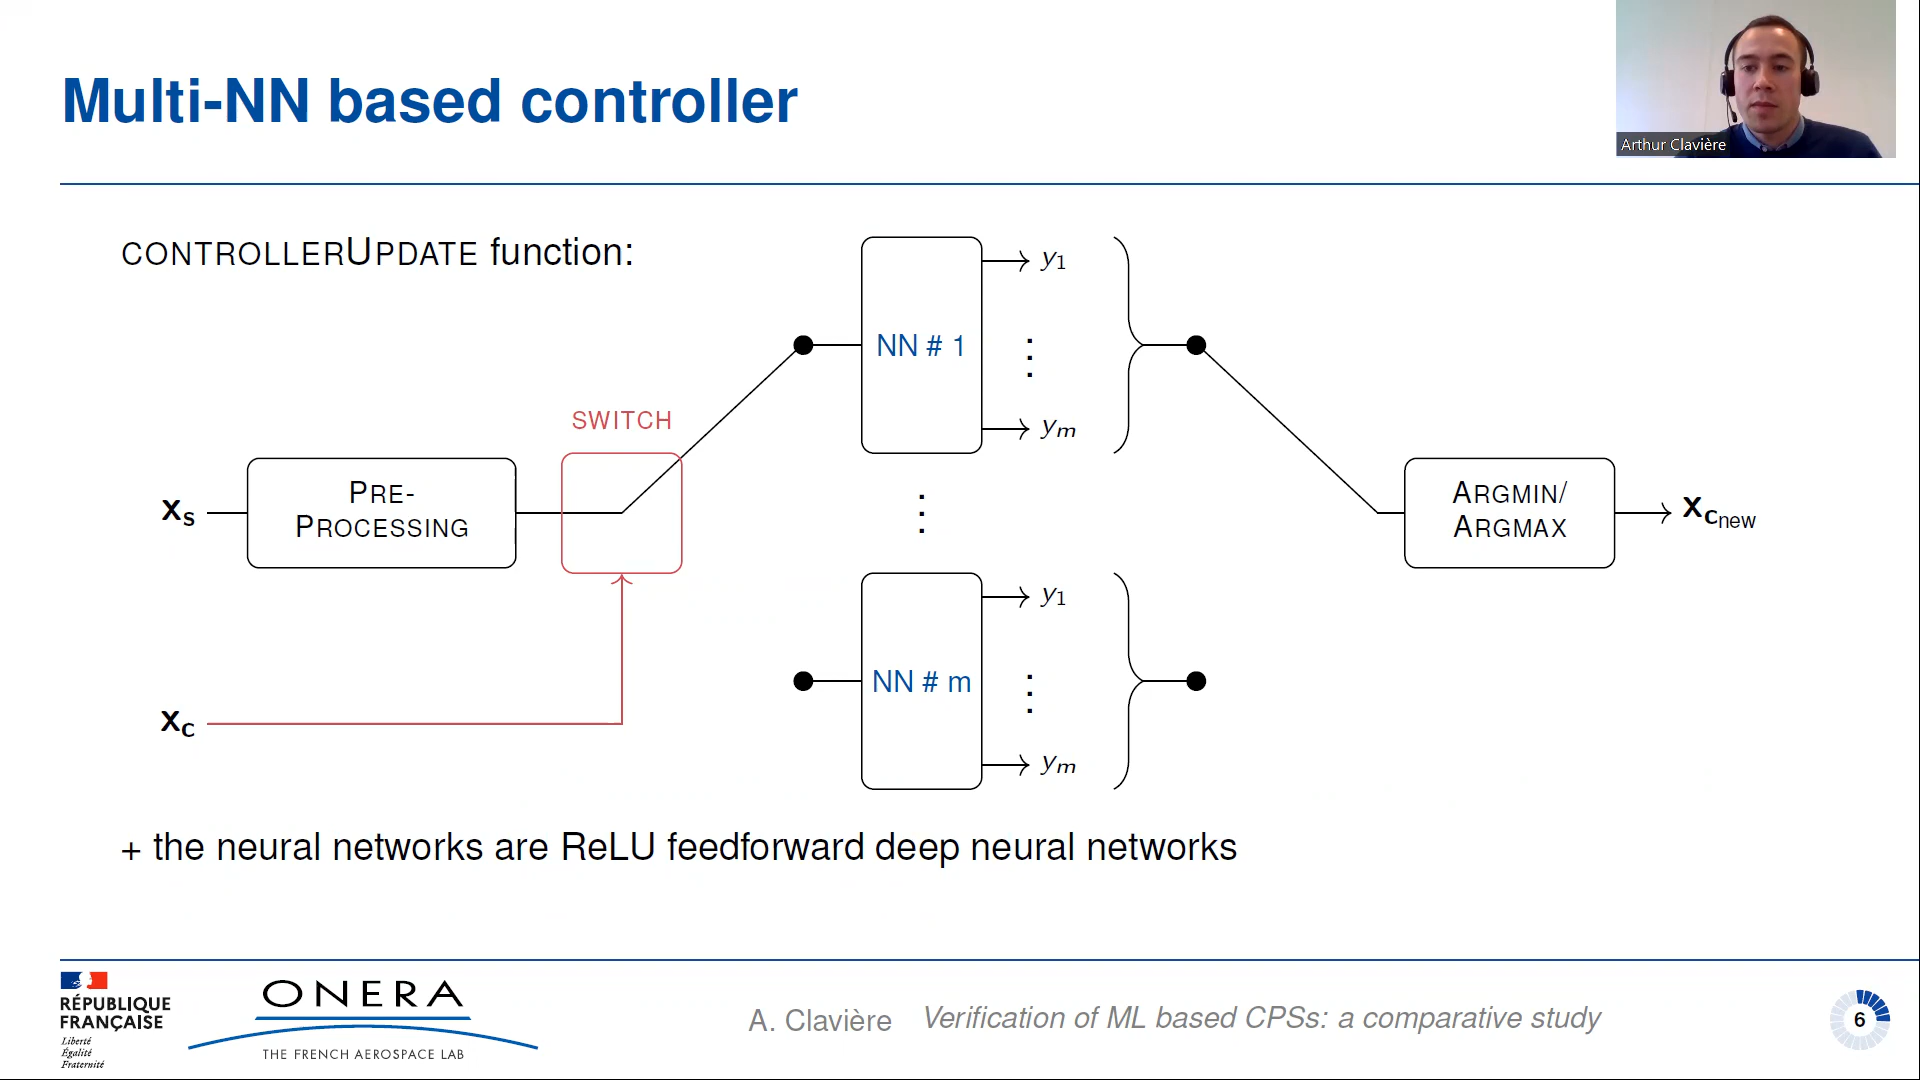 Multi-NN based controller
Arthur Clavière
CONTROLLERUPDATE function:
NN # 1
y1
⋮
ym
SWITCH
xs
PRE-
PROCESSING
⋮
ARGMIN/
ARGMAX
xcnew
NN # m
y1
⋮
ym
xc
+ the neural networks are ReLU feedforward deep neural networks
RÉPUBLIQUE
FRANÇAISE
Liberté
Égalité
Fraternité
ONERA
THE FRENCH AEROSPACE LAB
A. Clavière
Verification of ML based CPSs: a comparative study
6